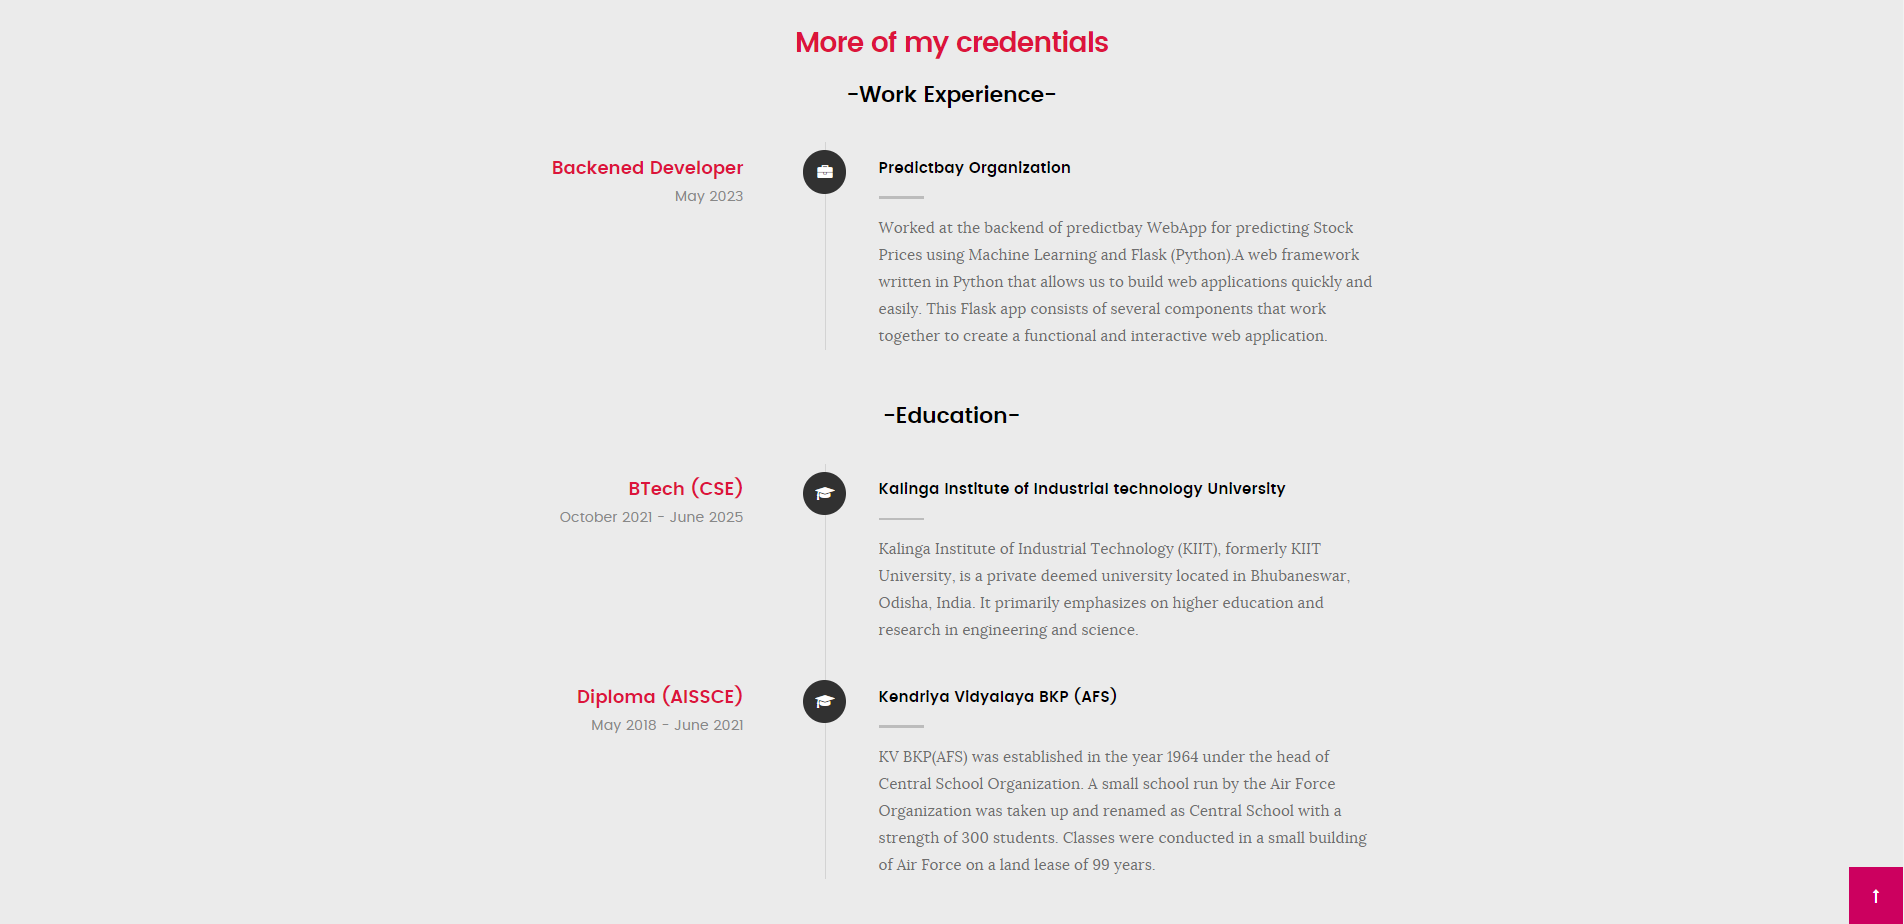 More of my credentials
-Work Experience-
Backened Developer
May 2023
Predictbay Organization
Worked at the backend of predictbay WebApp for predicting Stock
Prices using Machine Learning and Flask (Python).A web framework
written in Python that allows us to build web applications quickly and
easily. This Flask app consists of several components that work
together to create a functional and interactive web application.
-Education-
BTech (CSE)
October 2021 - June 2025
Kalinga Institute of Industrial technology University
Kalinga Institute of Industrial Technology (KIIT), formerly KIIT
University, is a private deemed university located in Bhubaneswar,
Odisha, India. It primarily emphasizes on higher education and
research in engineering and science.
Diploma (AISSCE)
May 2018 - June 2021
Kendriya Vidyalaya BKP (AFS)
KV BKP(AFS) was established in the year 1964 under the head of
Central School Organization. A small school run by the Air Force
Organization was taken up and renamed as Central School with a
strength of 300 students. Classes were conducted in a small building
of Air Force on a land lease of 99 years.